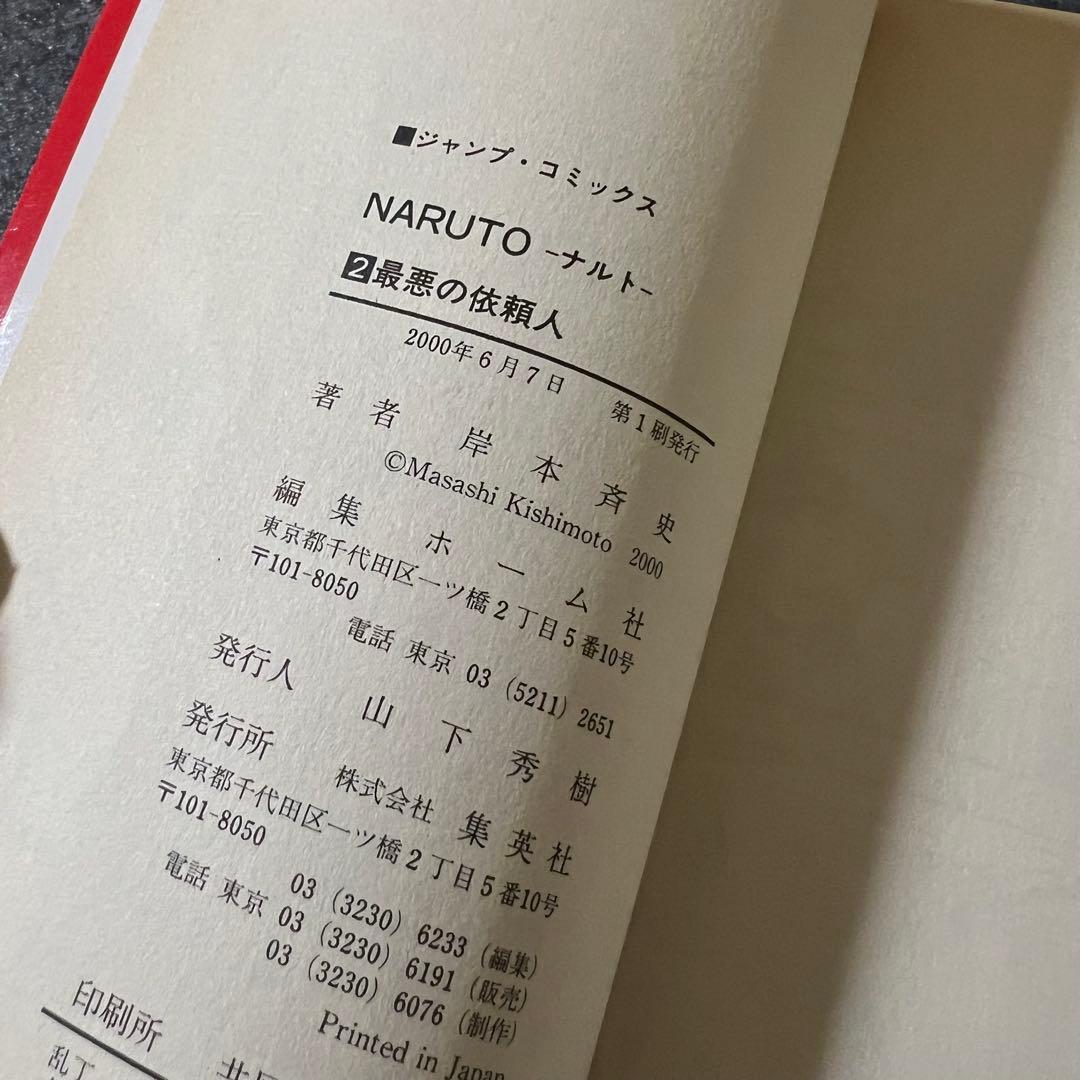 ■ジャンプ・コミックス
NARUTO -ナルト-
2最悪の依頼人
2000年6月7日 第1刷発行
著者 岸本斉史
©Masashi Kishimoto 2000
編集 ホーム社
東京都千代田区一ツ橋2丁目5番10号
〒101-8050
電話 東京 03 (5211) 2651
発行人 山下秀樹
発行所 株式会社 集英社
東京都千代田区一ツ橋2丁目5番10号
〒101-8050
03 (3230) 6233 (編集)
電話 東京 03 (3230) 6191 (販売)
03 (3230) 6076 (制作)
Printed in Japan
印刷所
乱丁